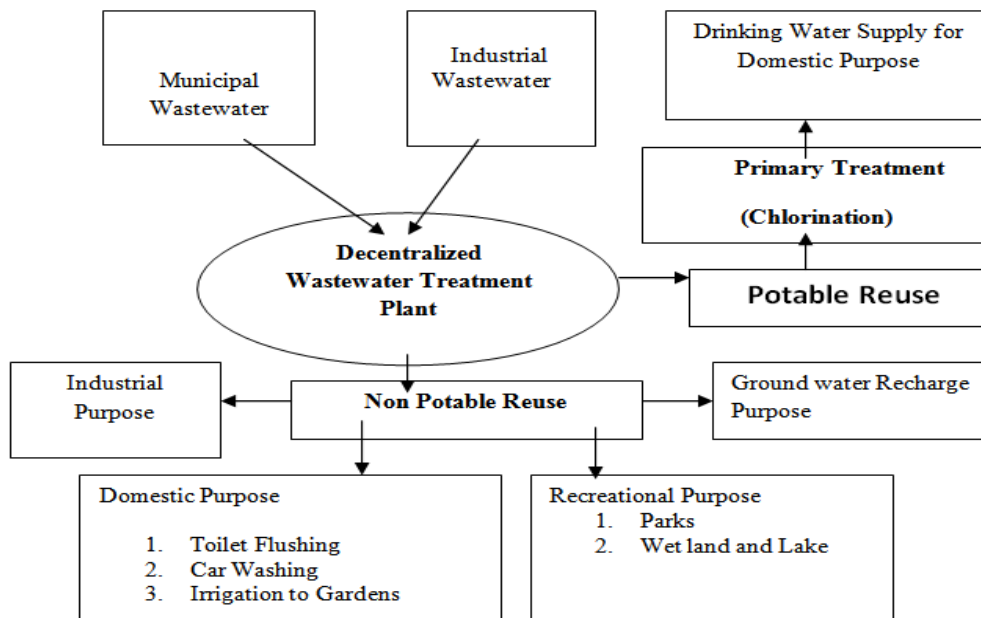 Municipal
Wastewater
Industrial
Wastewater
Drinking Water Supply for
Domestic Purpose
Primary Treatment
(Chlorination)
Potable Reuse
Decentralized
Wastewater Treatment
Plant
Industrial
Purpose
Non Potable Reuse
Ground water Recharge
Purpose
Domestic Purpose
1. Toilet Flushing
2. Car Washing
3. Irrigation to Gardens
Recreational Purpose
1. Parks
2. Wet land and Lake